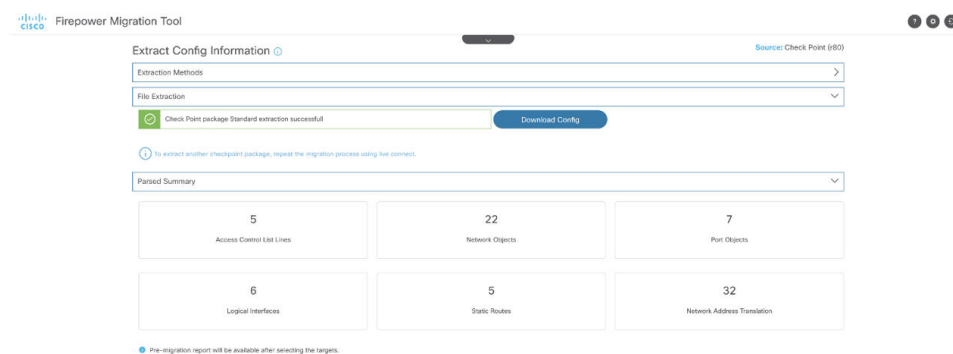 CISCO Firepower Migration Tool
Extract Config Information
Source: Check Point (r80)
Extraction Methods
File Extraction
Check Point package Standard extraction successfull
Download Config
To extract another checkpoint package, repeat the migration process using live connect.
Parsed Summary
5
22
7
Access Control List Lines
Network Objects
Port Objects
6
5
32
Logical Interfaces
Static Routes
Network Address Translation
Pre-migration report will be available after selecting the targets.